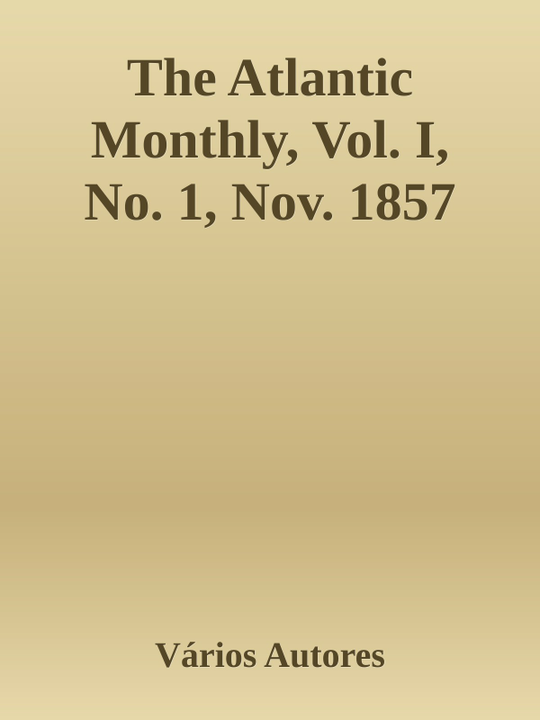 The Atlantic
Monthly, Vol. I,
No. 1, Nov. 1857
Vários Autores